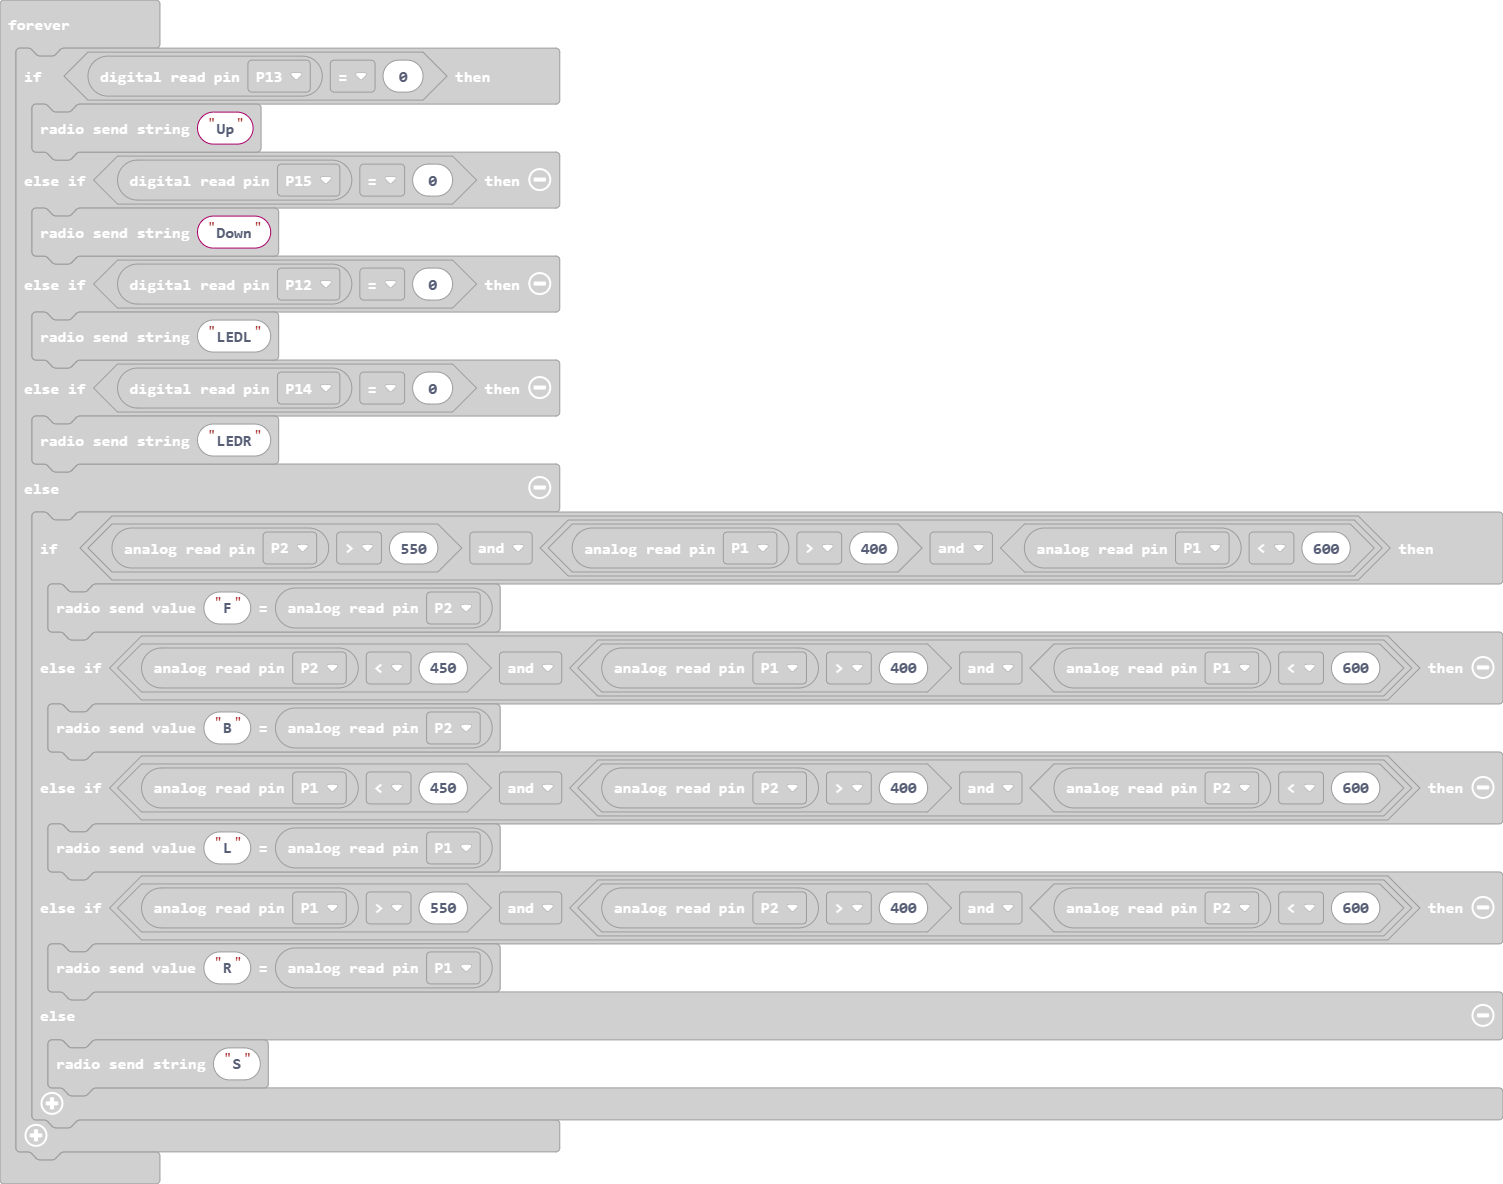 forever
if digital read pin P13 = 0 then
radio send string "Up"
else if digital read pin P15 = 0 then
radio send string "Down"
else if digital read pin P12 = 0 then
radio send string "LEDL"
else if digital read pin P14 = 0 then
radio send string "LEDR"
else
if analog read pin P2 > 550 and analog read pin P1 > 400 and analog read pin P1 < 600 then
radio send value "F" = analog read pin P2
else if analog read pin P2 < 450 and analog read pin P1 > 400 and analog read pin P1 < 600 then
radio send value "B" = analog read pin P2
else if analog read pin P1 < 450 and analog read pin P2 > 400 and analog read pin P2 < 600 then
radio send value "L" = analog read pin P1
else if analog read pin P1 > 550 and analog read pin P2 > 400 and analog read pin P2 < 600 then
radio send value "R" = analog read pin P1
else
radio send string "S"